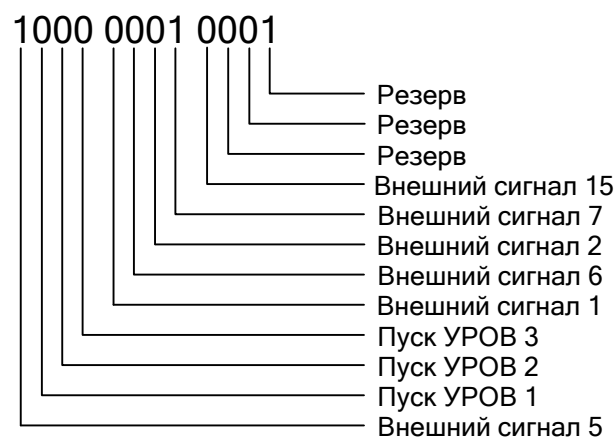 1000 0001 0001
Резерв
Резерв
Резерв
Внешний сигнал 15
Внешний сигнал 7
Внешний сигнал 2
Внешний сигнал 6
Внешний сигнал 1
Пуск УРОВ 3
Пуск УРОВ 2
Пуск УРОВ 1
Внешний сигнал 5